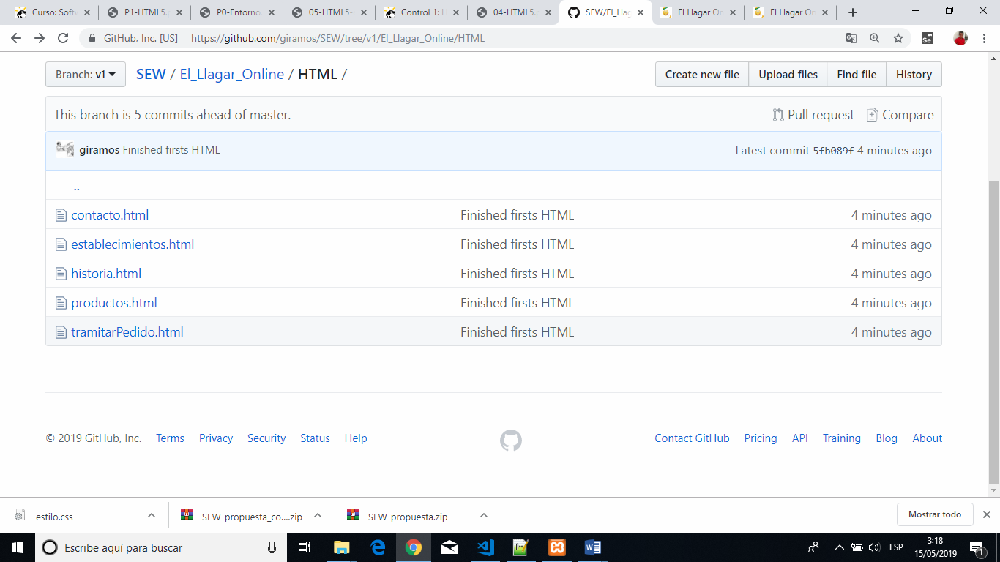 Curso: Softw
P1-HTML5.p
P0-Entorno
05-HTML5-
Control 1: H
04-HTML5.p
SEW/El_Llag
El Llagar On
El Llagar On
GitHub, Inc. [US] https://github.com/giramos/SEW/tree/v1/El_Llagar_Online/HTML
Branch: v1 SEW / El_Llagar_Online / HTML / Create new file Upload files Find file History
This branch is 5 commits ahead of master. Pull request Compare
giramos Finished firsts HTML Latest commit 5fb089f 4 minutes ago
..
contacto.html Finished firsts HTML 4 minutes ago
establecimientos.html Finished firsts HTML 4 minutes ago
historia.html Finished firsts HTML 4 minutes ago
productos.html Finished firsts HTML 4 minutes ago
tramitarPedido.html Finished firsts HTML 4 minutes ago
© 2019 GitHub, Inc. Terms Privacy Security Status Help Contact GitHub Pricing API Training Blog About
estilo.css SEW-propuesta_co....zip SEW-propuesta.zip Mostrar todo
Escribe aquí para buscar ESP 3:18
15/05/2019 1